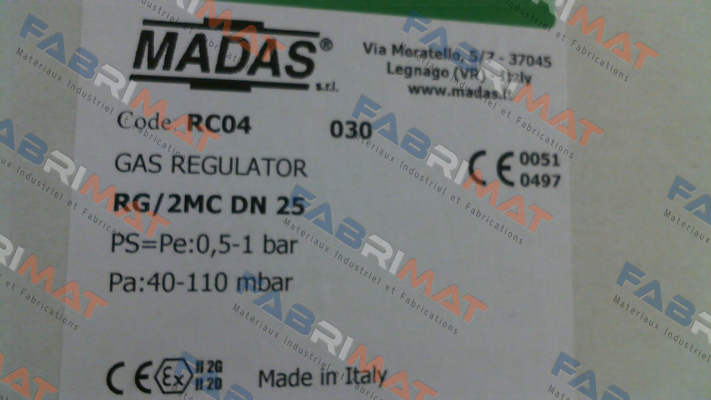 MADAS®
s.r.l.
Via Moratello, 5/7 - 37045
Legnago (VR) - Italy
www.madas.it
Code RC04 030
GAS REGULATOR
CE 0051
0497
RG/2MC DN 25
PS=Pe:0,5-1 bar
Pa:40-110 mbar
CE Ex II 2G
II 2D
Made in Italy
FABRIMAT
Materiaux Industriel et Fabrications